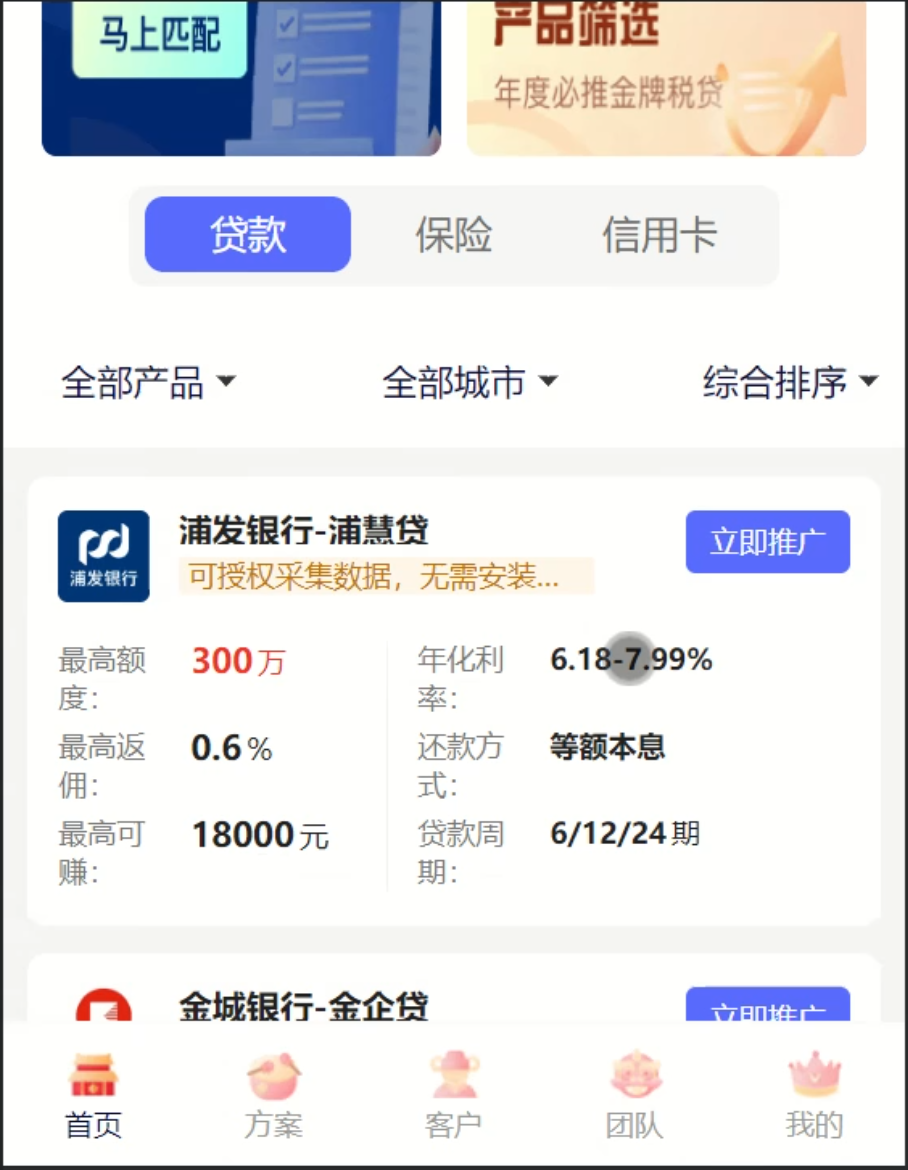 马上匹配
产品筛选
年度必推金牌税贷
贷款 保险 信用卡
全部产品 全部城市 综合排序
浦发银行
浦发银行-浦慧贷
可授权采集数据，无需安装...
立即推广
最高额度： 300万
年化利率： 6.18-7.99%
最高返佣： 0.6%
还款方式： 等额本息
最高可赚： 18000元
贷款周期： 6/12/24期
金城银行-金企贷
立即推广
首页 方案 客户 团队 我的